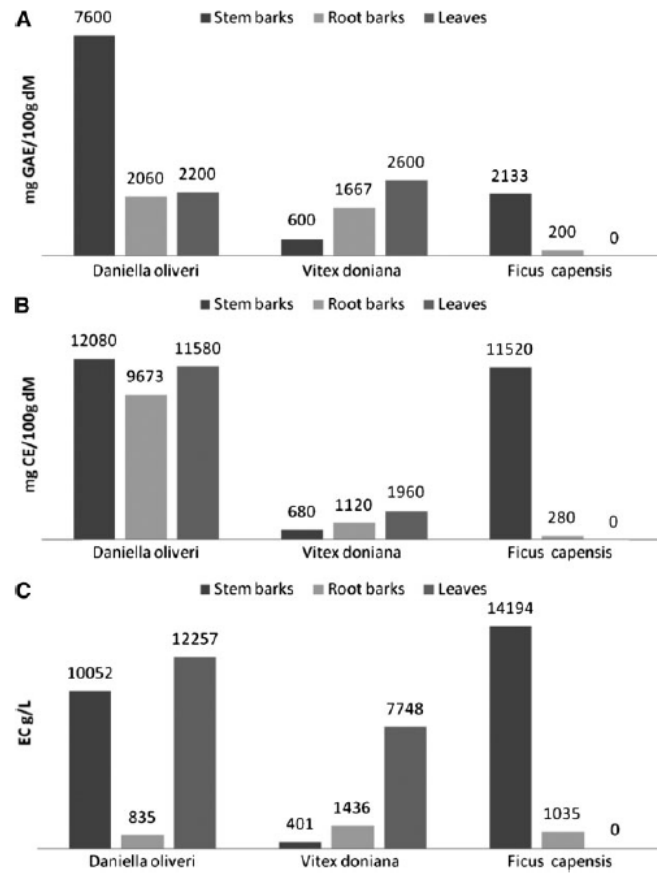 A
Stem barks Root barks Leaves
7600
2060 2200
600 1667 2600
2133 200 0
mg GAE/100g dM
Daniella oliveri Vitex doniana Ficus capensis
B
Stem barks Root barks Leaves
12080 9673 11580
680 1120 1960
11520 280 0
mg CE/100g dM
Daniella oliveri Vitex doniana Ficus capensis
C
Stem barks Root barks Leaves
10052 835 12257
401 1436 7748
14194 1035 0
EC g/L
Daniella oliveri Vitex doniana Ficus capensis